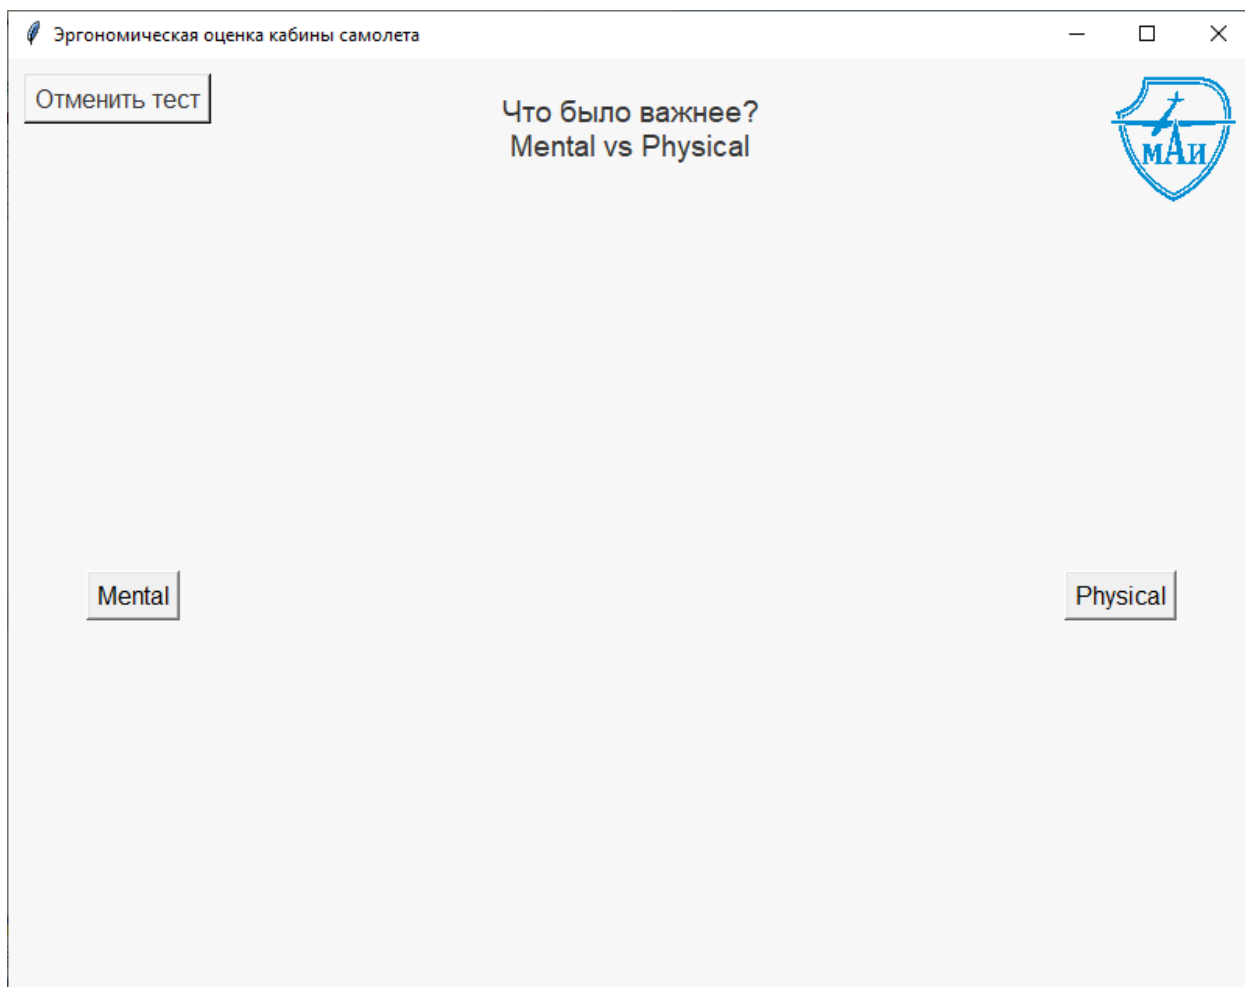 Эргономическая оценка кабины самолета
Отменить тест
Что было важнее?
Mental vs Physical
МАИ
Mental
Physical